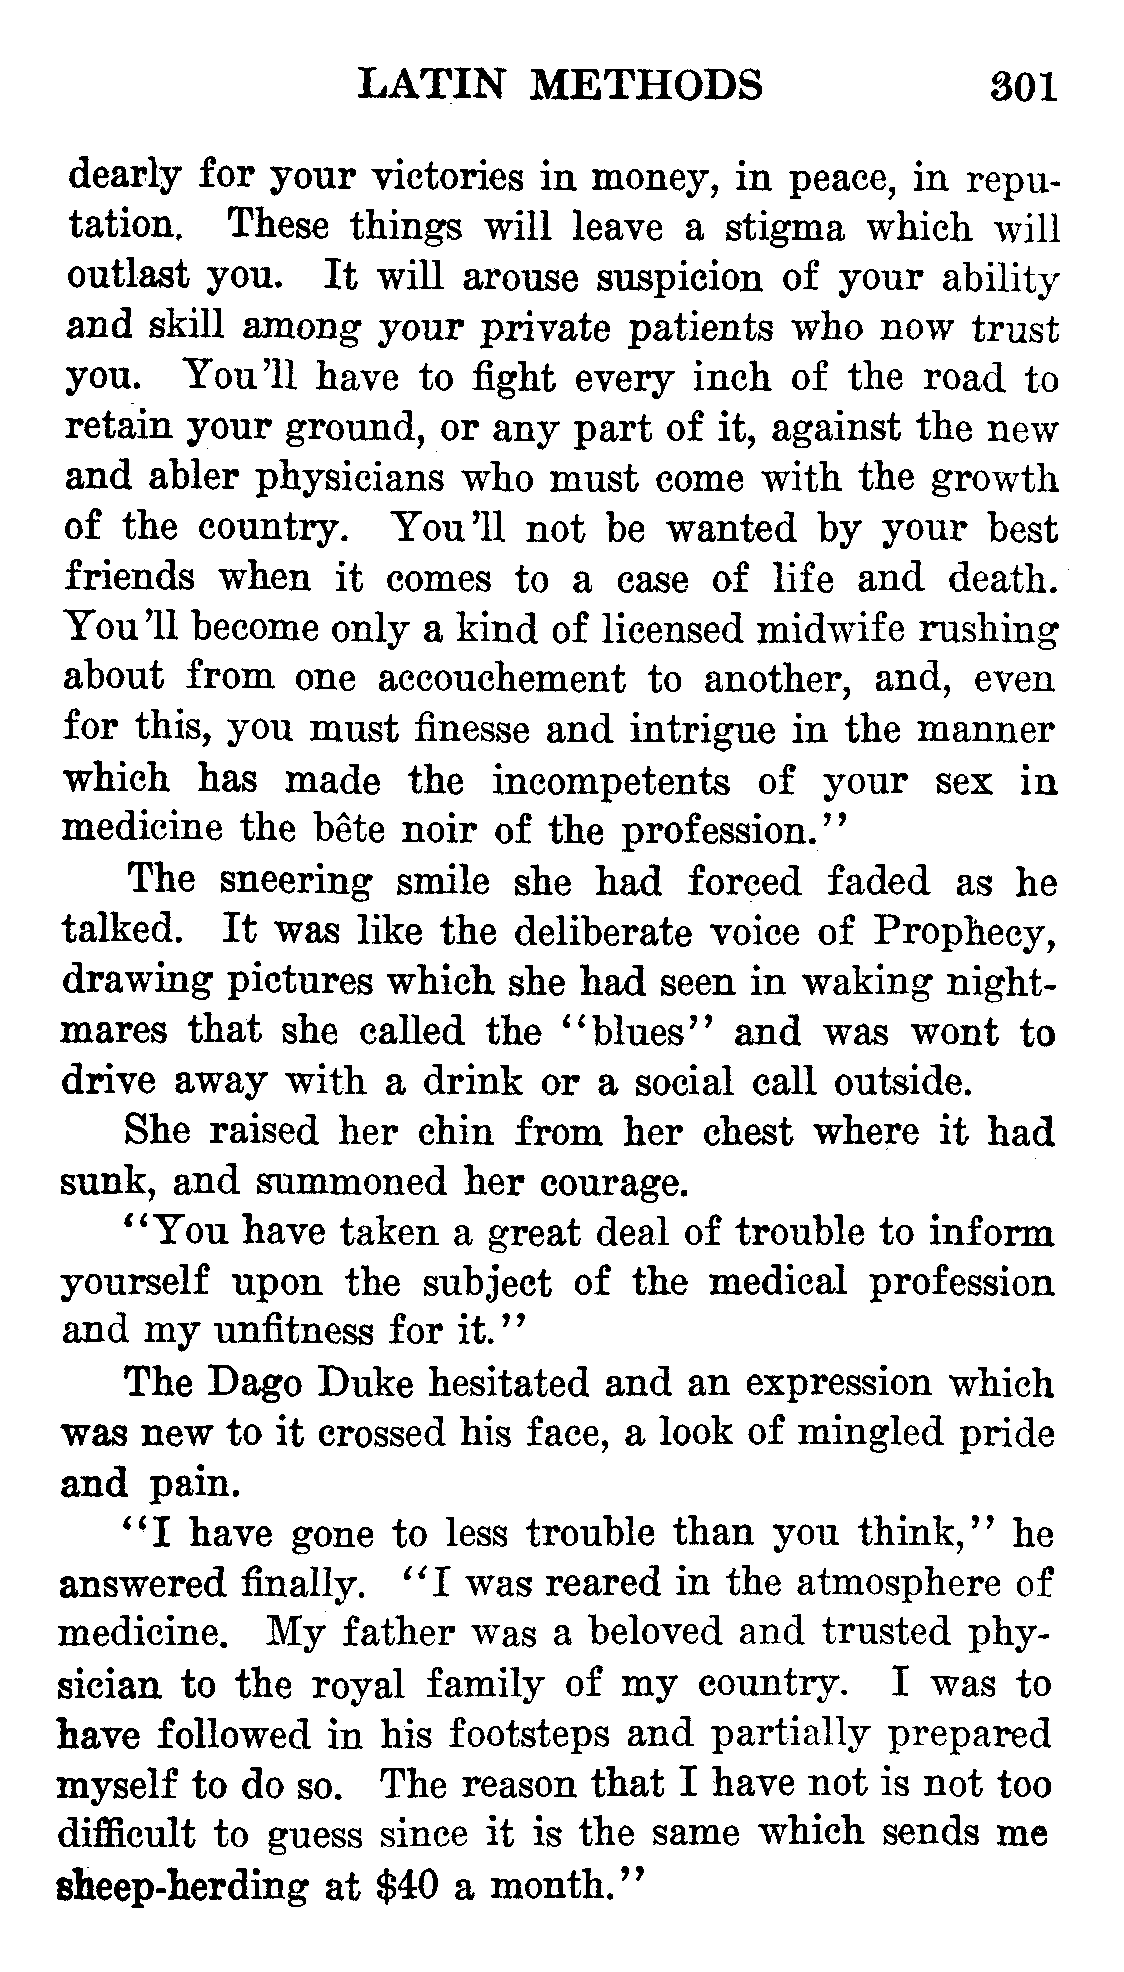 LATIN METHODS 301
dearly for your victories in money, in peace, in repu-
tation. These things will leave a stigma which will
outlast you. It will arouse suspicion of your ability
and skill among your private patients who now trust
you. You'll have to fight every inch of the road to
retain your ground, or any part of it, against the new
and abler physicians who must come with the growth
of the country. You'll not be wanted by your best
friends when it comes to a case of life and death.
You'll become only a kind of licensed midwife rushing
about from one accouchement to another, and, even
for this, you must finesse and intrigue in the manner
which has made the incompetents of your sex in
medicine the bête noir of the profession."
The sneering smile she had forced faded as he
talked. It was like the deliberate voice of Prophecy,
drawing pictures which she had seen in waking night-
mares that she called the "blues" and was wont to
drive away with a drink or a social call outside.
She raised her chin from her chest where it had
sunk, and summoned her courage.
"You have taken a great deal of trouble to inform
yourself upon the subject of the medical profession
and my unfitness for it."
The Dago Duke hesitated and an expression which
was new to it crossed his face, a look of mingled pride
and pain.
"I have gone to less trouble than you think," he
answered finally. "I was reared in the atmosphere of
medicine. My father was a beloved and trusted phy-
sician to the royal family of my country. I was to
have followed in his footsteps and partially prepared
myself to do so. The reason that I have not is not too
difficult to guess since it is the same which sends me
sheep-herding at $40 a month."